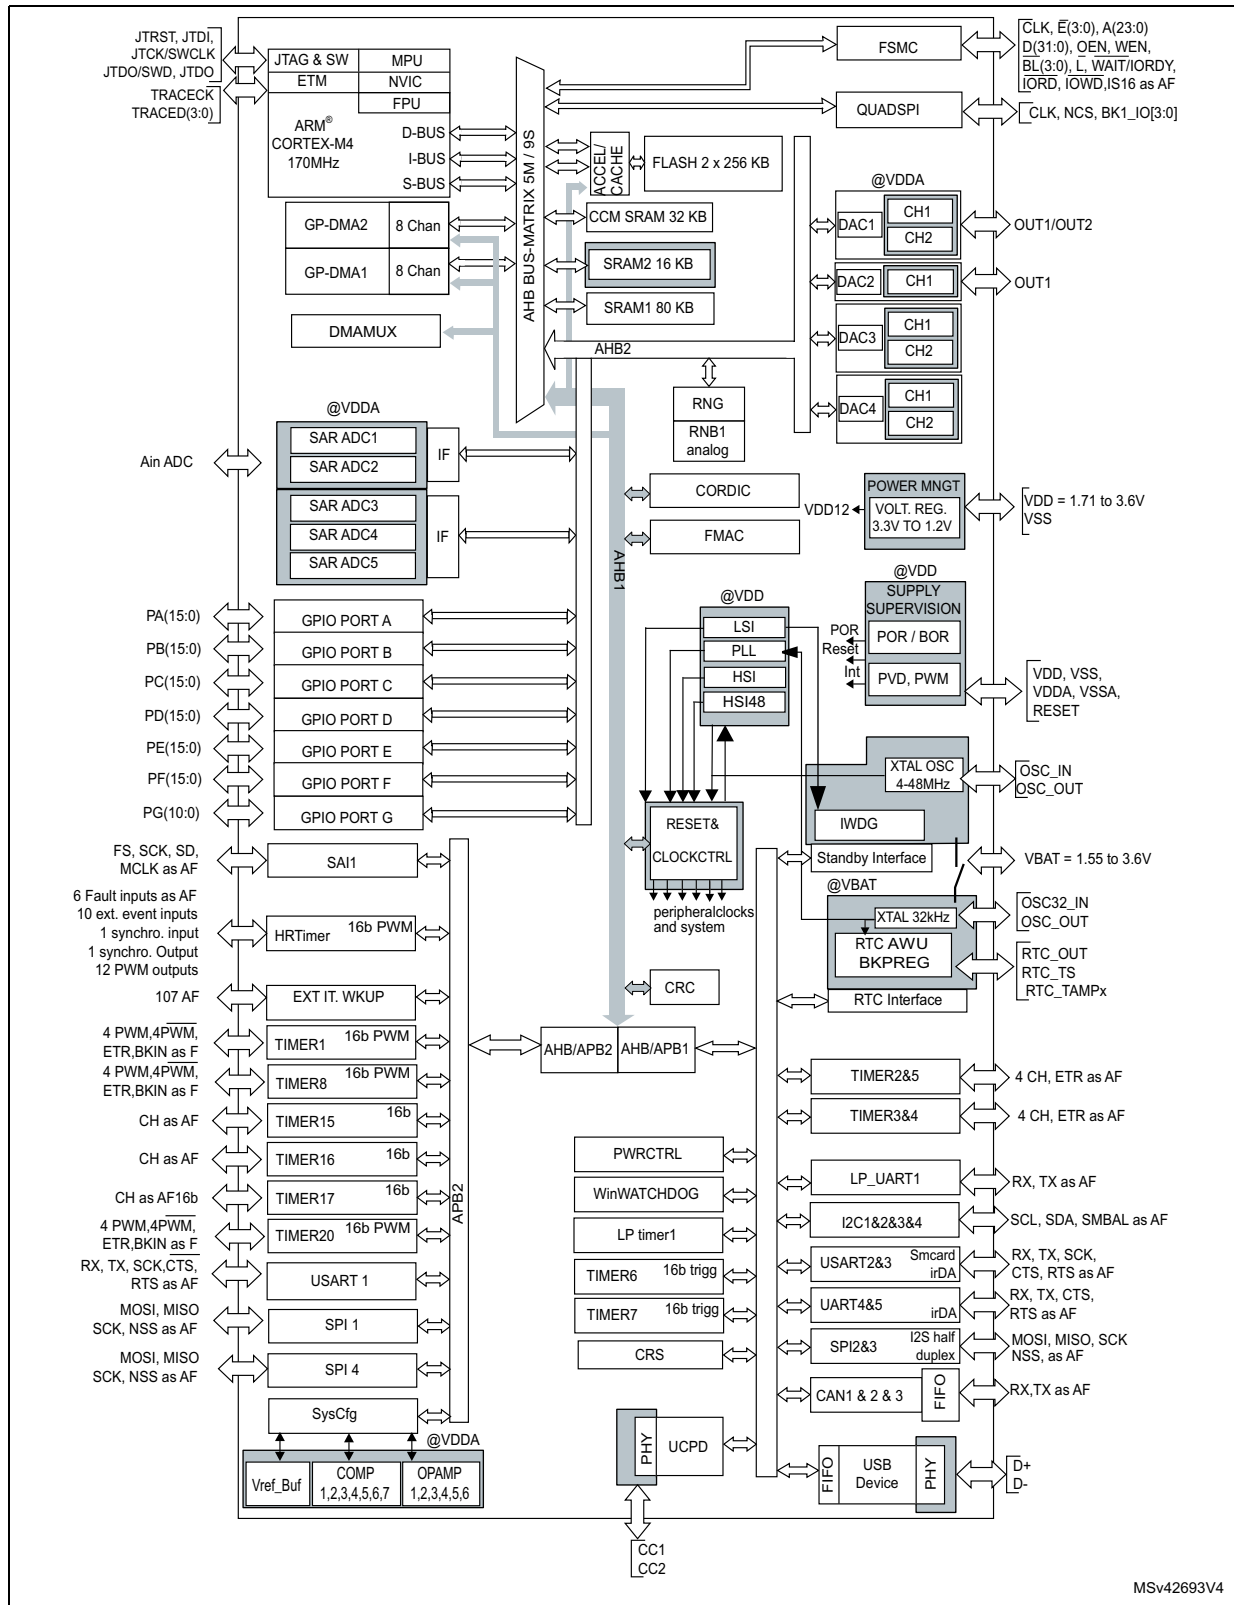 JTRST, JTDI,
JTCK/SWCLK
JTDO/SWD, JTDO
TRACECK
TRACED(3:0)
JTAG & SW
MPU
ETM
NVIC
FPU
ARM®
CORTEX-M4
170MHz
D-BUS
I-BUS
S-BUS
GP-DMA2
8 Chan
GP-DMA1
8 Chan
DMAMUX
AHB BUS-MATRIX 5M / 9S
ACCEL/
CACHE
FLASH 2 x 256 KB
CCM SRAM 32 KB
SRAM2 16 KB
SRAM1 80 KB
AHB2
RNG
RNB1
analog
FSMC
CLK, E(3:0), A(23:0)
D(31:0), OEN, WEN,
BL(3:0), L, WAIT/IORDY,
IORD, IOWD,IS16 as AF
QUADSPI
CLK, NCS, BK1_IO[3:0]
@VDDA
DAC1
CH1
CH2
OUT1/OUT2
DAC2
CH1
OUT1
DAC3
CH1
CH2
DAC4
CH1
CH2
@VDDA
Ain ADC
SAR ADC1
SAR ADC2
IF
SAR ADC3
SAR ADC4
SAR ADC5
IF
CORDIC
FMAC
AHB1
POWER MNGT
VDD12
VOLT. REG.
3.3V TO 1.2V
VDD = 1.71 to 3.6V
VSS
@VDD
SUPPLY
SUPERVISION
POR
Reset
Int
POR / BOR
PVD, PWM
VDD, VSS,
VDDA, VSSA,
RESET
@VDD
LSI
PLL
HSI
HSI48
PA(15:0)
GPIO PORT A
PB(15:0)
GPIO PORT B
PC(15:0)
GPIO PORT C
PD(15:0)
GPIO PORT D
PE(15:0)
GPIO PORT E
PF(15:0)
GPIO PORT F
PG(10:0)
GPIO PORT G
XTAL OSC
4-48MHz
OSC_IN
OSC_OUT
IWDG
Standby Interface
VBAT = 1.55 to 3.6V
RESET&
CLOCKCTRL
peripheralclocks
and system
@VBAT
XTAL 32kHz
OSC32_IN
OSC_OUT
RTC AWU
BKPREG
RTC_OUT
RTC_TS
RTC_TAMPx
RTC Interface
CRC
AHB/APB2
AHB/APB1
FS, SCK, SD,
MCLK as AF
SAI1
6 Fault inputs as AF
10 ext. event inputs
1 synchro. input
1 synchro. Output
12 PWM outputs
HRTimer
16b PWM
107 AF
EXT IT. WKUP
4 PWM,4PWM,
ETR,BKIN as F
TIMER1
16b PWM
4 PWM,4PWM,
ETR,BKIN as F
TIMER8
16b PWM
CH as AF
TIMER15
16b
CH as AF
TIMER16
16b
CH as AF16b
TIMER17
16b
4 PWM,4PWM,
ETR,BKIN as F
TIMER20
16b PWM
RX, TX, SCK,CTS,
RTS as AF
USART 1
MOSI, MISO
SCK, NSS as AF
SPI 1
MOSI, MISO
SCK, NSS as AF
SPI 4
APB2
SysCfg
@VDDA
Vref_Buf
COMP
1,2,3,4,5,6,7
OPAMP
1,2,3,4,5,6
PWRCTRL
WinWATCHDOG
LP timer1
TIMER6
16b trigg
TIMER7
16b trigg
CRS
PHY
UCPD
CC1
CC2
TIMER2&5
4 CH, ETR as AF
TIMER3&4
4 CH, ETR as AF
LP_UART1
RX, TX as AF
I2C1&2&3&4
SCL, SDA, SMBAL as AF
USART2&3
Smcard
irDA
RX, TX, SCK,
CTS, RTS as AF
UART4&5
irDA
RX, TX, CTS,
RTS as AF
SPI2&3
I2S half
duplex
MOSI, MISO, SCK
NSS, as AF
CAN1 & 2 & 3
FIFO
RX,TX as AF
FIFO
USB
Device
PHY
D+
D-
MSv42693V4